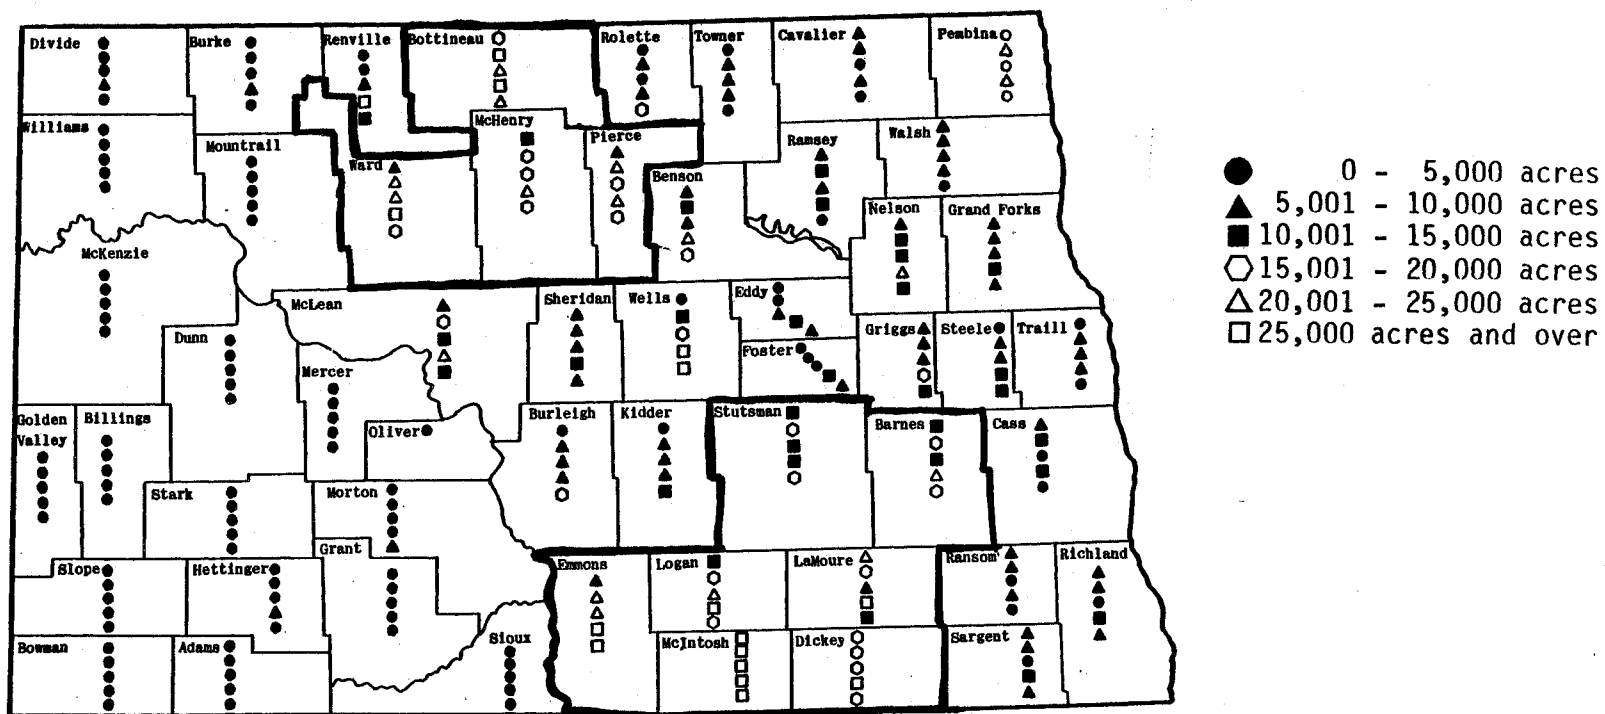 Divide
Burke
Renville
Bottineau
Rolette
Towner
Cavalier
Pembina
Williams
Mountrail
Ward
McHenry
Pierce
Benson
Ramsey
Walsh
Nelson
Grand Forks
McKenzie
McLean
Sheridan
Wells
Eddy
Foster
Griggs
Steele
Traill
Dunn
Mercer
Oliver
Golden
Valley
Billings
Burleigh
Kidder
Stutsman
Barnes
Cass
Stark
Morton
Grant
Slope
Hettinger
Emmons
Logan
LaMoure
Ransom
Richland
Bowman
Adams
Sioux
McIntosh
Dickey
Sargent
0 - 5,000 acres
5,001 - 10,000 acres
10,001 - 15,000 acres
15,001 - 20,000 acres
20,001 - 25,000 acres
25,000 acres and over